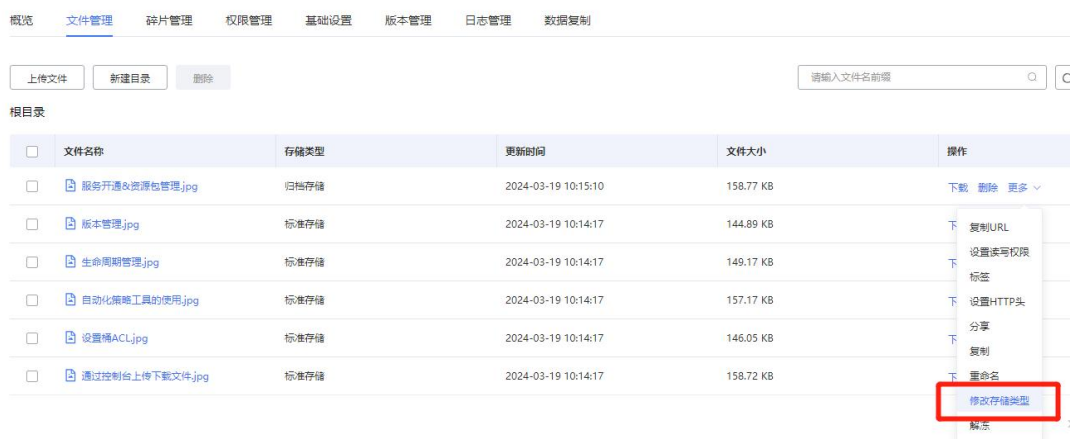 概览 文件管理 碎片管理 权限管理 基础设置 版本管理 日志管理 数据复制
上传文件 新建目录 删除 请输入文件名前缀
根目录
文件名称 存储类型 更新时间 文件大小 操作
服务开通&资源包管理.jpg 归档存储 2024-03-19 10:15:10 158.77 KB 下载 删除 更多
版本管理.jpg 标准存储 2024-03-19 10:14:17 144.89 KB 下
复制URL
设置读写权限
生命周期管理.jpg 标准存储 2024-03-19 10:14:17 149.17 KB 下
标签
自动化策略工具的使用.jpg 标准存储 2024-03-19 10:14:17 157.17 KB 下
设置HTTP头
分享
设置桶ACL.jpg 标准存储 2024-03-19 10:14:17 146.05 KB 下
复制
通过控制台上传下载文件.jpg 标准存储 2024-03-19 10:14:17 158.72 KB 下
重命名
修改存储类型
解冻